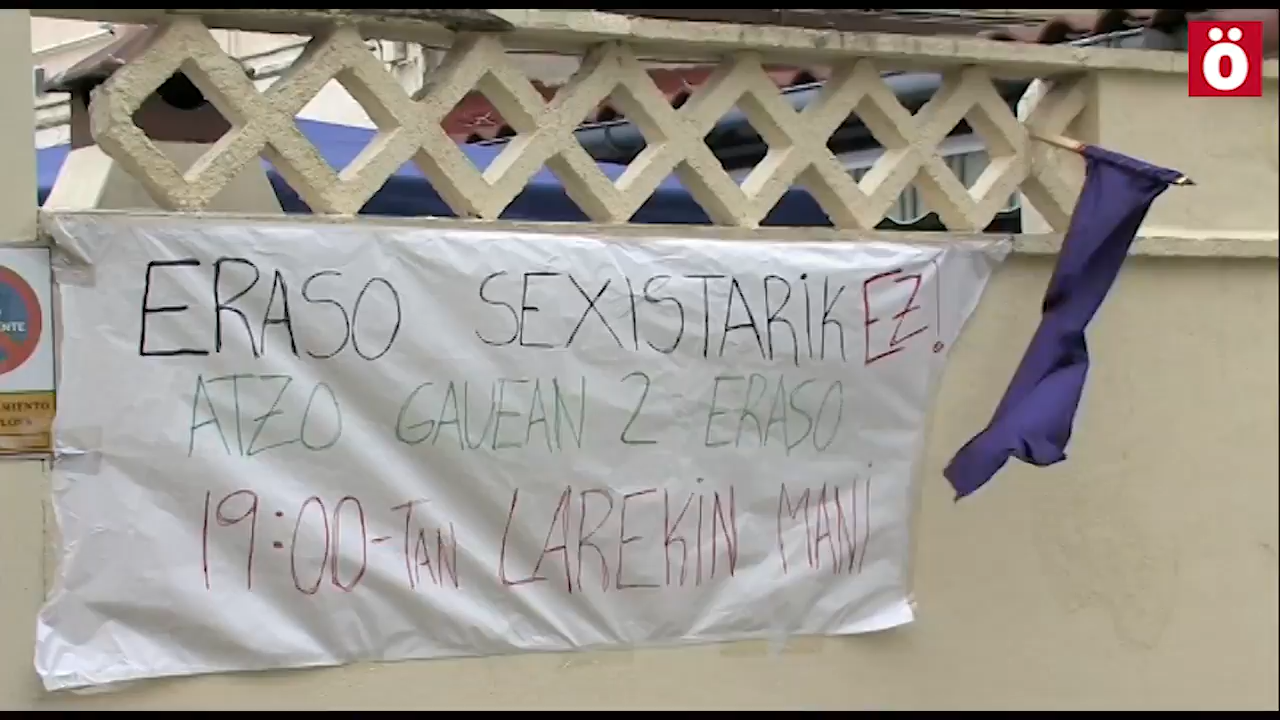 Ö
ERASO SEXISTARIK EZ!
ATZO GAUEAN 2 ERASO
19:00-TAN LAREKIN MANI